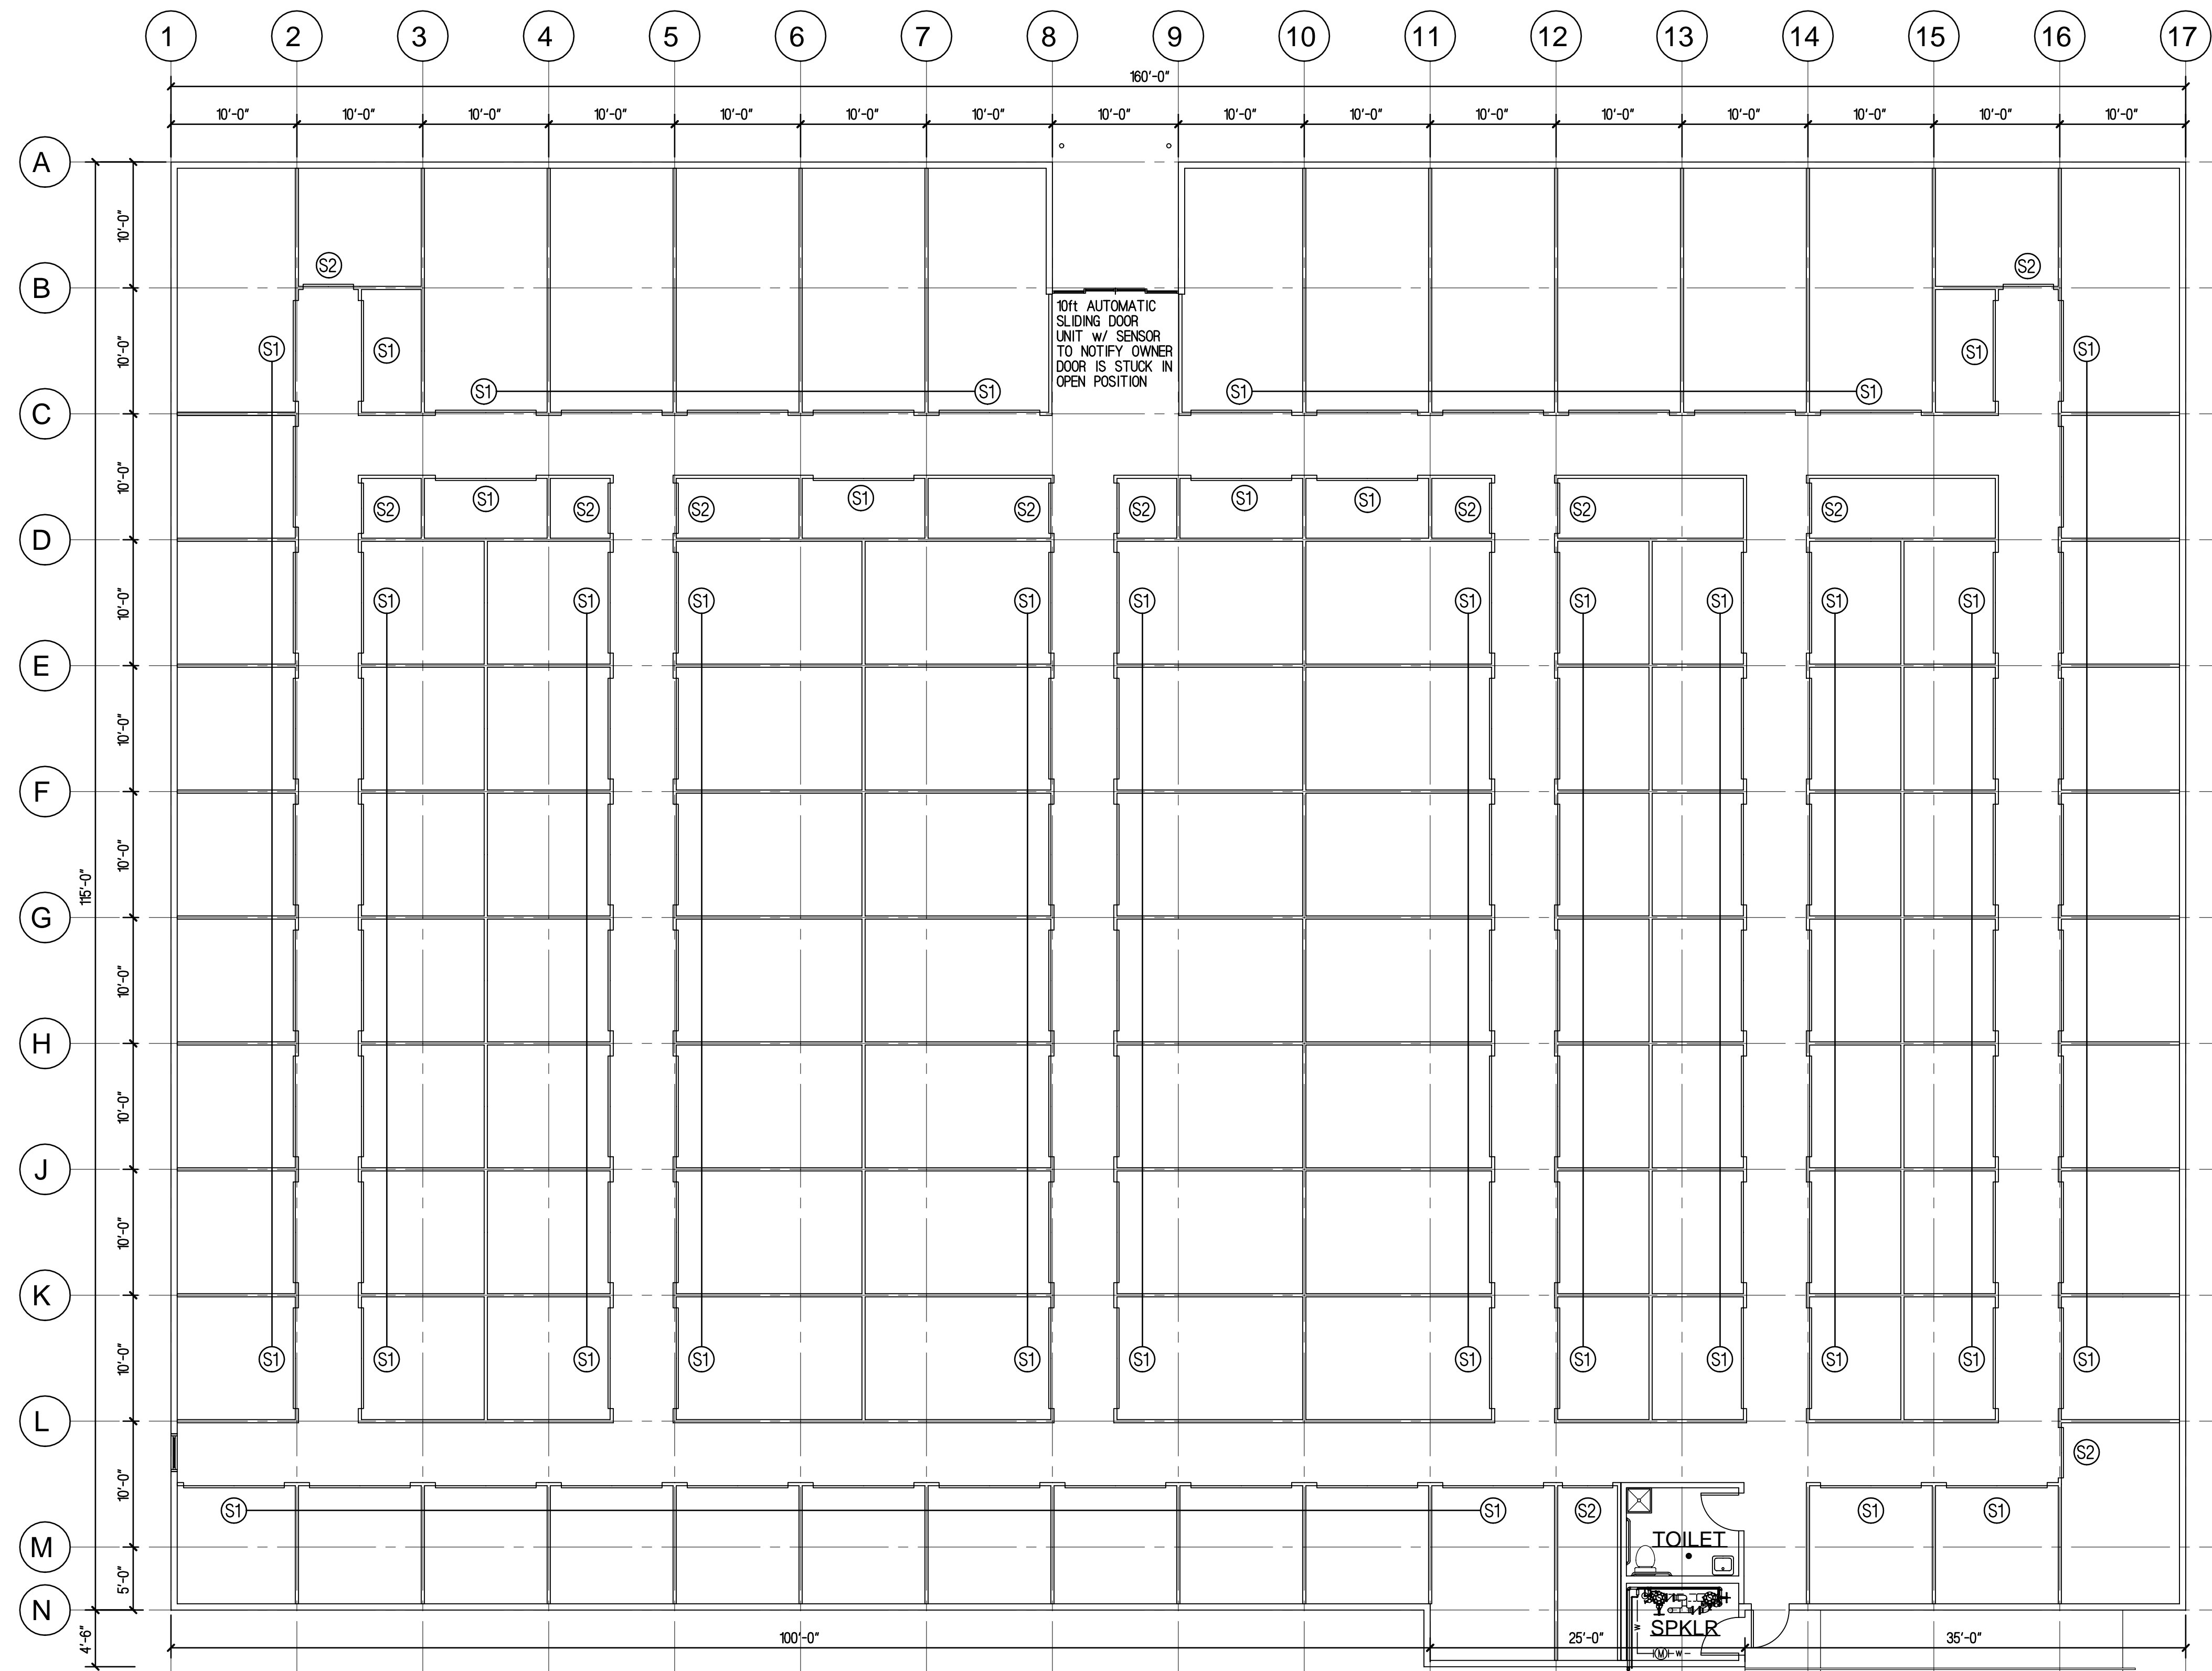 1 2 3 4 5 6 7 8 9 10 11 12 13 14 15 16 17
160'-0"
10'-0" 10'-0" 10'-0" 10'-0" 10'-0" 10'-0" 10'-0" 10'-0" 10'-0" 10'-0" 10'-0" 10'-0" 10'-0" 10'-0" 10'-0" 10'-0"
A
10'-0"
S2 S2
B
10ft AUTOMATIC
SLIDING DOOR
UNIT w/ SENSOR
TO NOTIFY OWNER
DOOR IS STUCK IN
OPEN POSITION
10'-0"
S1 S1 S1 S1
S1 S1 S1 S1
C
10'-0"
S1 S1 S1 S1
S2 S2 S2 S2 S2 S2 S2 S2
D
10'-0"
S1 S1 S1 S1 S1 S1 S1 S1 S1 S1
E
10'-0"
F
10'-0"
115'-0"
G
10'-0"
H
10'-0"
J
10'-0"
K
10'-0"
S1 S1 S1 S1 S1 S1 S1 S1 S1 S1 S1 S1
L
S2
10'-0"
S1 S1 S2 S1 S1
M
TOILET
5'-0"
N
SPKLR
4'-6"
100'-0" 25'-0" 35'-0"
W
M W